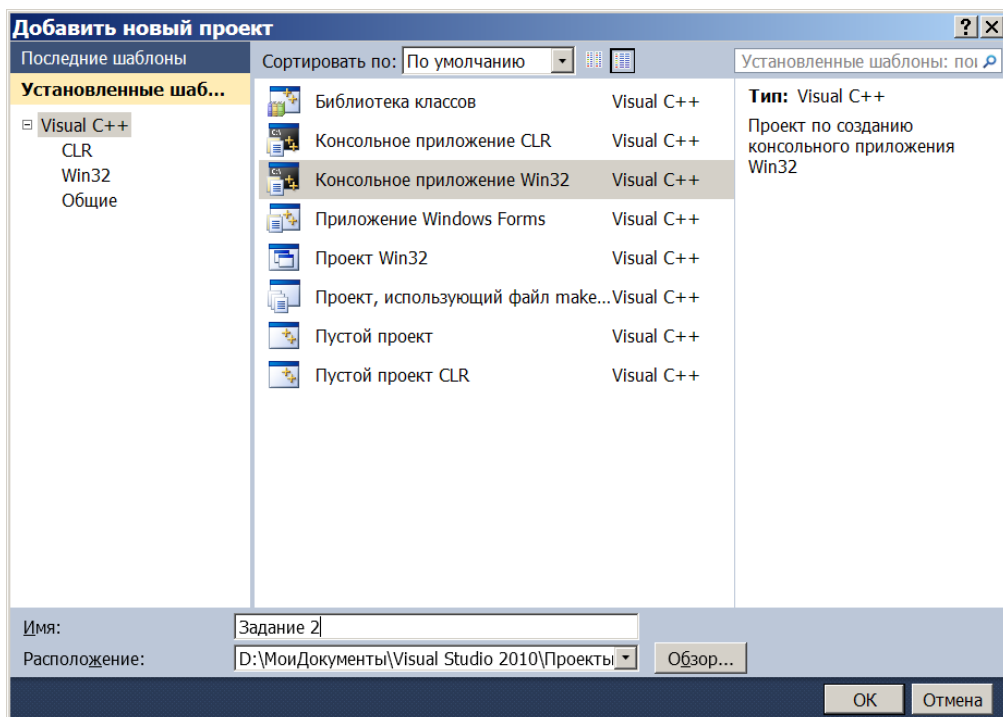 Добавить новый проект
Последние шаблоны
Сортировать по: По умолчанию
Установленные шаблоны: пои
Установленные шаб...
Visual C++
CLR
Win32
Общие
Библиотека классов Visual C++
Консольное приложение CLR Visual C++
Консольное приложение Win32 Visual C++
Приложение Windows Forms Visual C++
Проект Win32 Visual C++
Проект, использующий файл make... Visual C++
Пустой проект Visual C++
Пустой проект CLR Visual C++
Тип: Visual C++
Проект по созданию
консольного приложения
Win32
Имя: Задание 2
Расположение: D:\МоиДокументы\Visual Studio 2010\Проекты
Обзор...
ОК Отмена